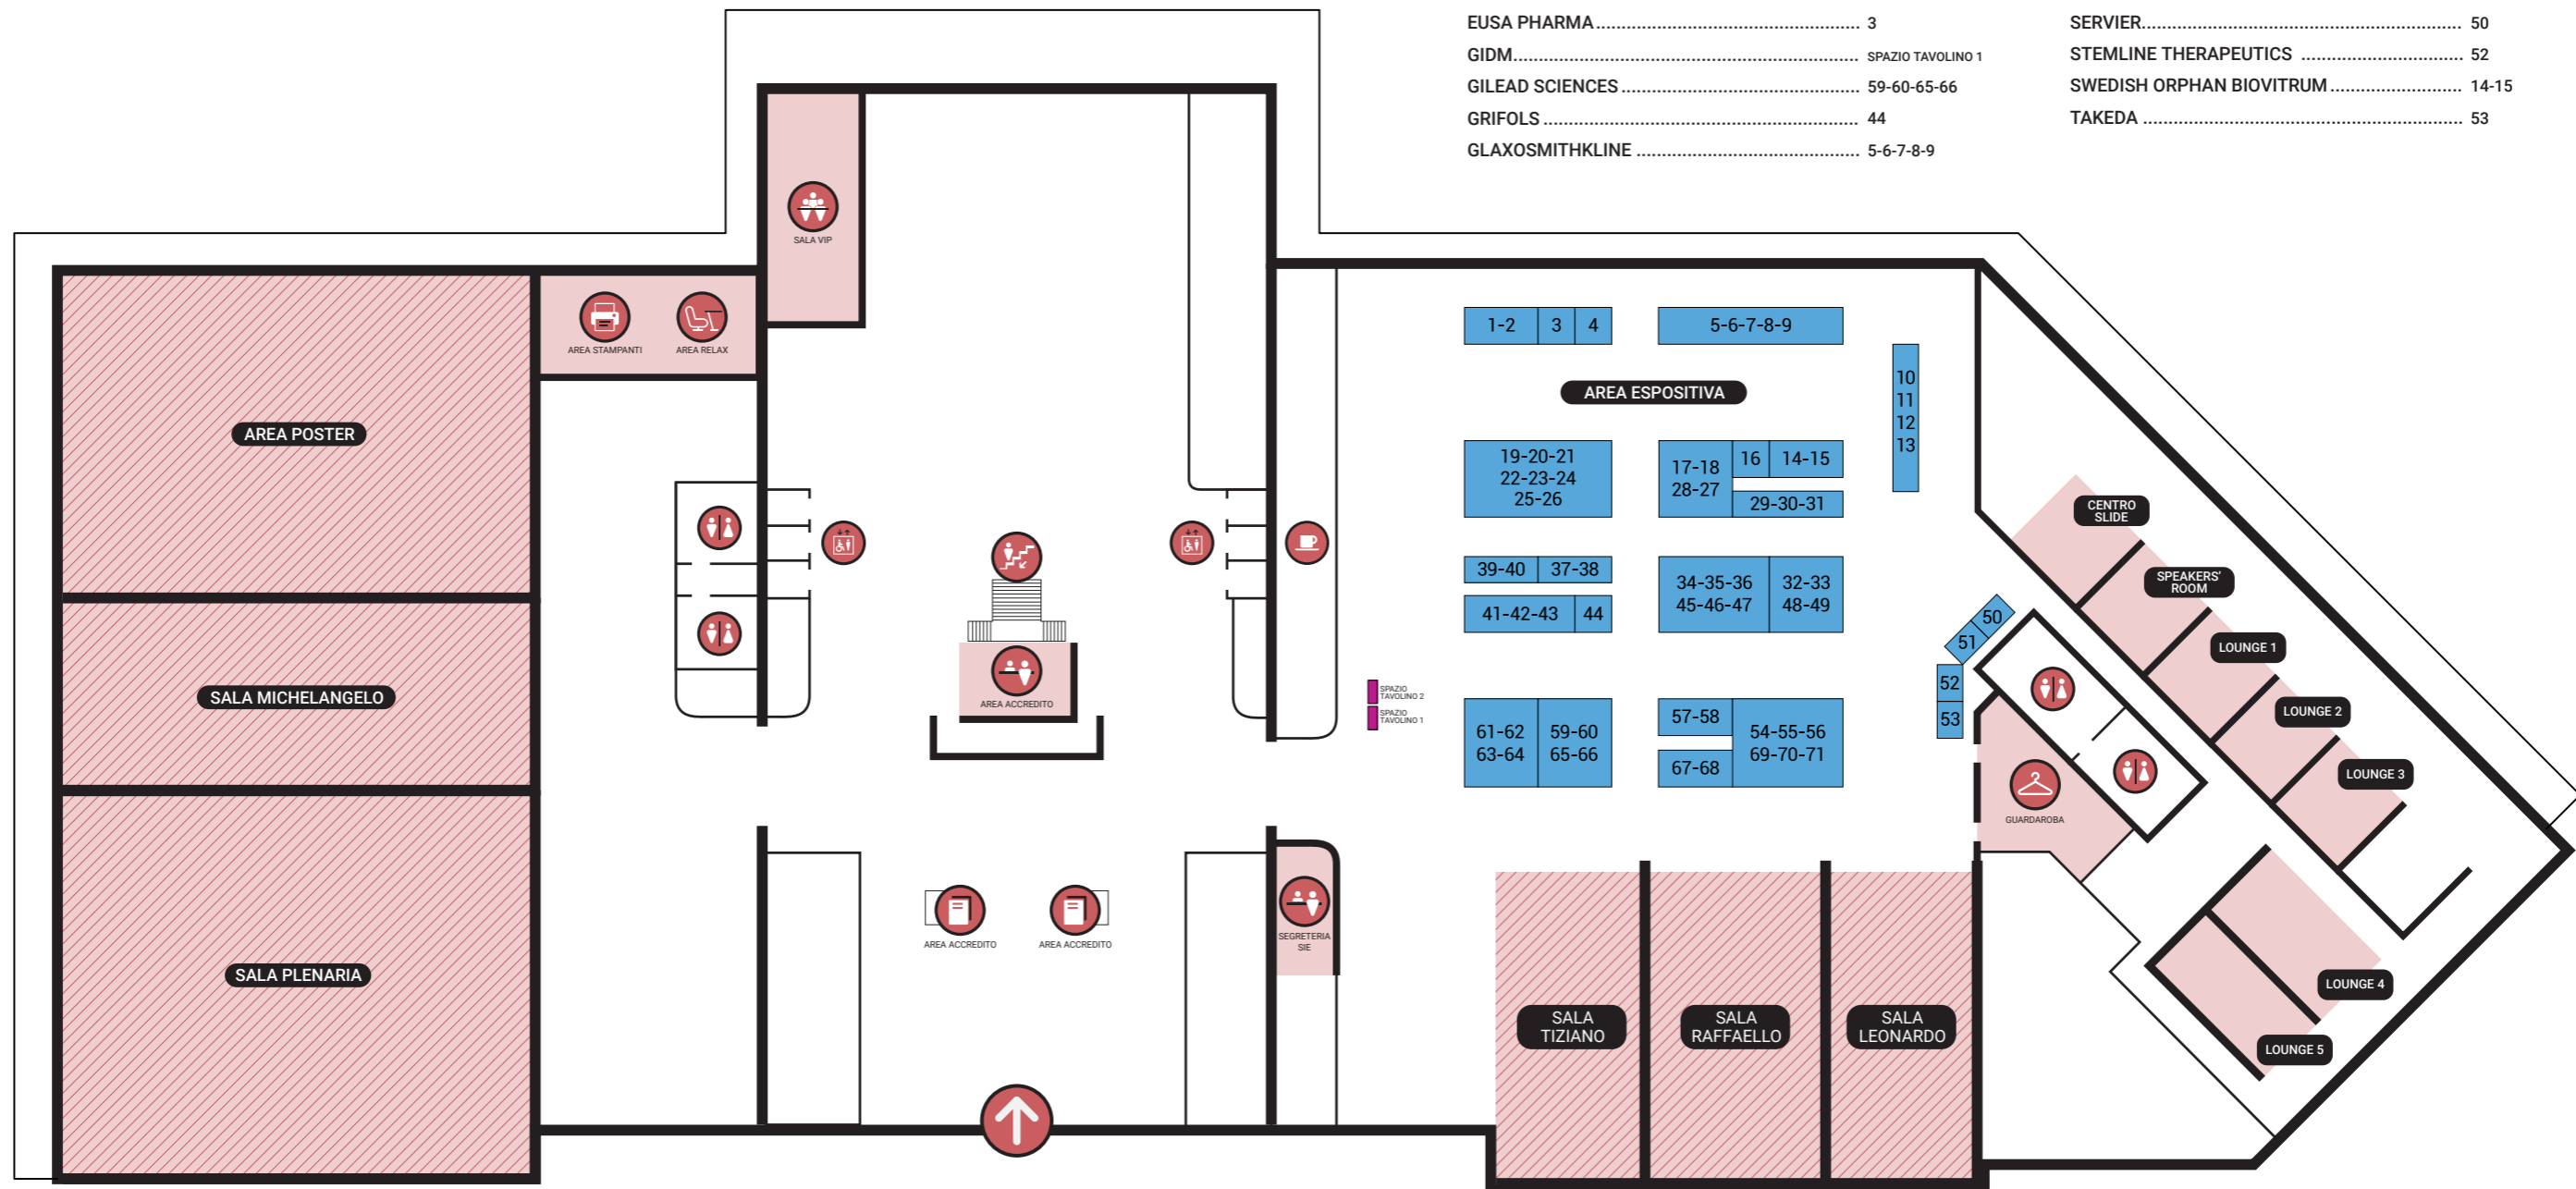 EUSA PHARMA ................................................................ 3
GIDM ................................................................ SPAZIO TAVOLINO 1
GILEAD SCIENCES ................................................................ 59-60-65-66
GRIFOLS ................................................................ 44
GLAXOSMITHKLINE ................................................................ 5-6-7-8-9
SERVIER ................................................................ 50
STEMLINE THERAPEUTICS ................................................................ 52
SWEDISH ORPHAN BIOVITRUM ................................................................ 14-15
TAKEDA ................................................................ 53
SALA VIP
AREA STAMPANTI
AREA RELAX
AREA POSTER
SALA MICHELANGELO
SALA PLENARIA
AREA ACCREDITO
AREA ACCREDITO
AREA ACCREDITO
SEGRETERIA
SIE
1-2
3
4
5-6-7-8-9
AREA ESPOSITIVA
10
11
12
13
19-20-21
22-23-24
25-26
17-18
28-27
16
14-15
29-30-31
39-40
37-38
41-42-43
44
34-35-36
45-46-47
32-33
48-49
50
51
52
53
SPAZIO
TAVOLINO 2
SPAZIO
TAVOLINO 1
61-62
63-64
59-60
65-66
57-58
67-68
54-55-56
69-70-71
CENTRO
SLIDE
SPEAKERS'
ROOM
LOUNGE 1
LOUNGE 2
LOUNGE 3
GUARDAROBA
LOUNGE 4
LOUNGE 5
SALA
TIZIANO
SALA
RAFFAELLO
SALA
LEONARDO